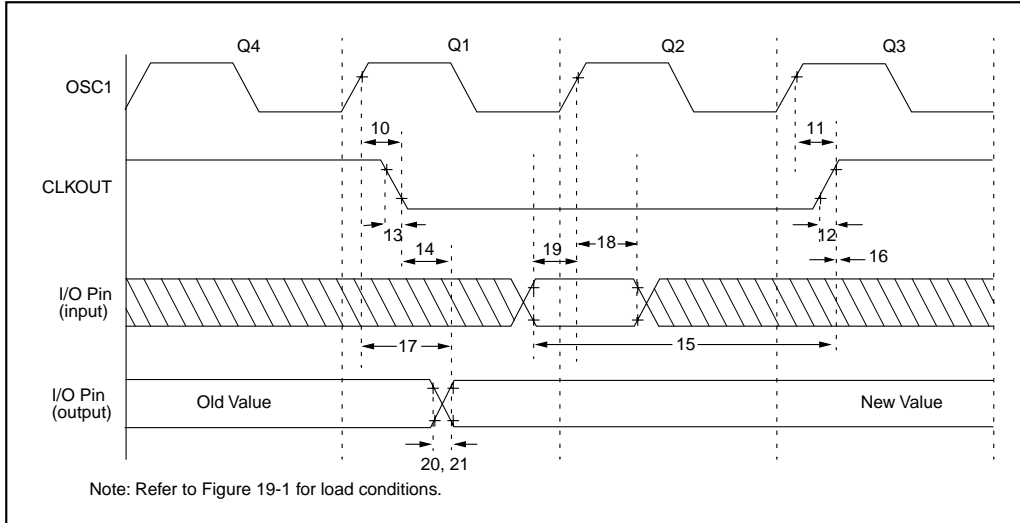 Q4 Q1 Q2 Q3
OSC1
10 11
CLKOUT
13 12
14 19 18 16
I/O Pin
(input)
17 15
I/O Pin
(output)
Old Value New Value
20, 21
Note: Refer to Figure 19-1 for load conditions.